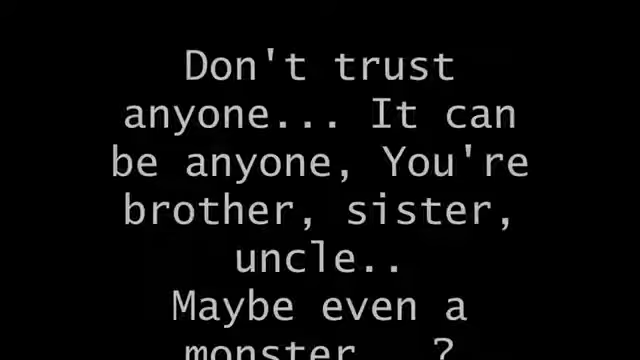 Don't trust
anyone... It can
be anyone, You're
brother, sister,
uncle..
Maybe even a
monster...?